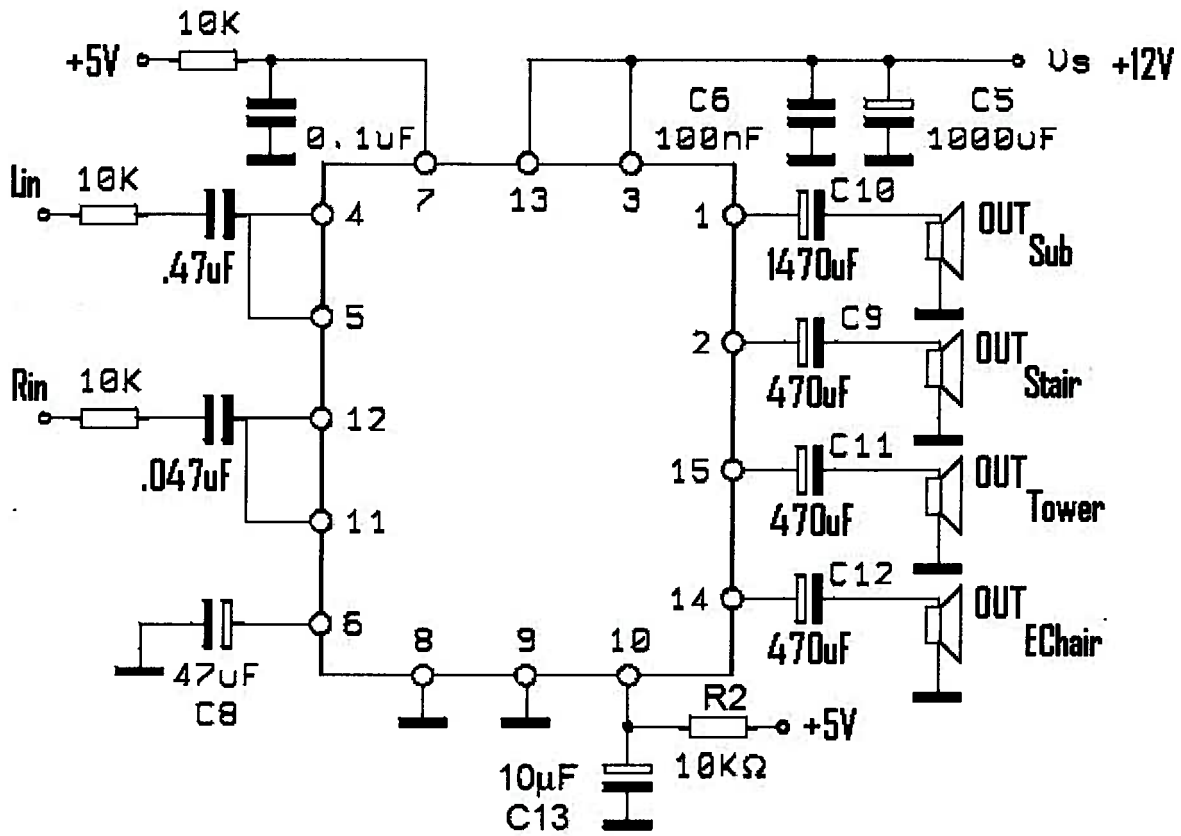 10K
+5V
Us +12V
C6
C5
0.1uF
100nF
1000uF
7
13
3
Lin
10K
4
.47uF
5
1
C10
1470uF
OUT Sub
2
C9
470uF
OUT Stair
Rin
10K
12
.047uF
11
15
C11
470uF
OUT Tower
14
C12
470uF
OUT EChair
6
47uF
C8
8
9
10
R2
+5V
10KΩ
10µF
C13